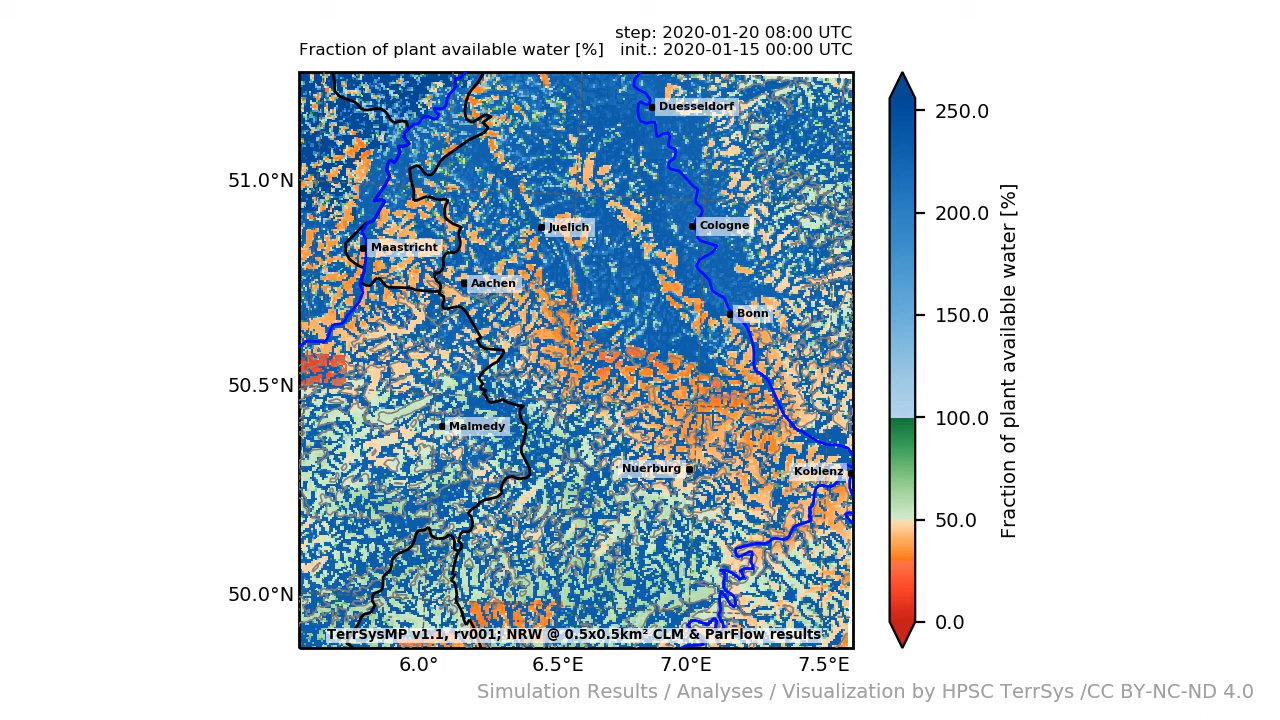 step: 2020-01-20 08:00 UTC
Fraction of plant available water [%] init.: 2020-01-15 00:00 UTC
Duesseldorf
51.0°N
Juelich
Cologne
Maastricht
Aachen
Bonn
50.5°N
Malmedy
Nuerburg
Koblenz
50.0°N
TerrSysMP v1.1, rv001; NRW @ 0.5x0.5km² CLM & ParFlow results
6.0°
6.5°E
7.0°E
7.5°E
250.0
200.0
150.0
100.0
50.0
0.0
Fraction of plant available water [%]
Simulation Results / Analyses / Visualization by HPSC TerrSys /CC BY-NC-ND 4.0